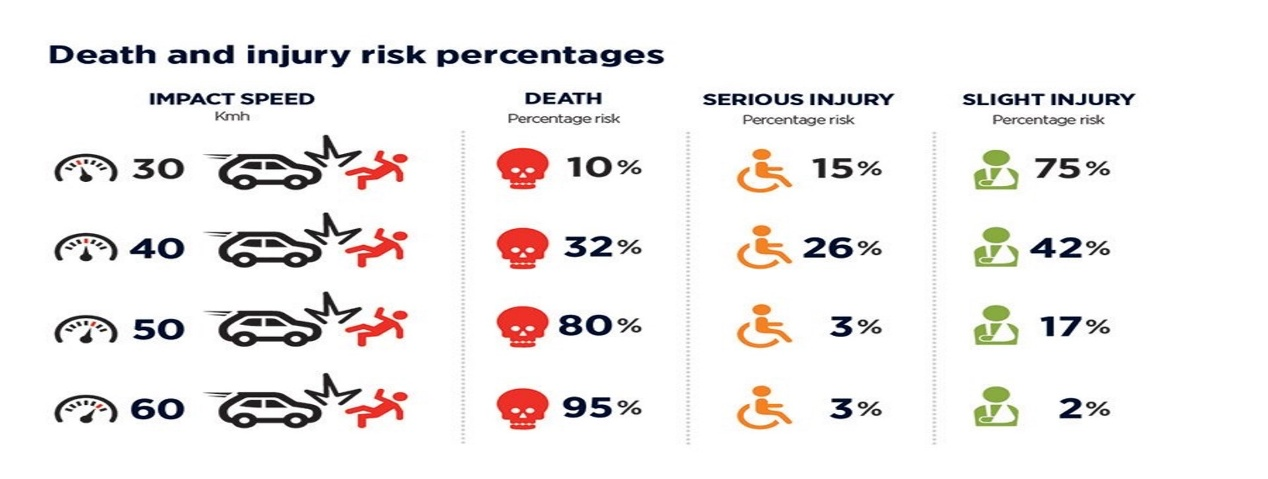 Death and injury risk percentages
IMPACT SPEED DEATH SERIOUS INJURY SLIGHT INJURY
Kmh Percentage risk Percentage risk Percentage risk
30 10% 15% 75%
40 32% 26% 42%
50 80% 3% 17%
60 95% 3% 2%